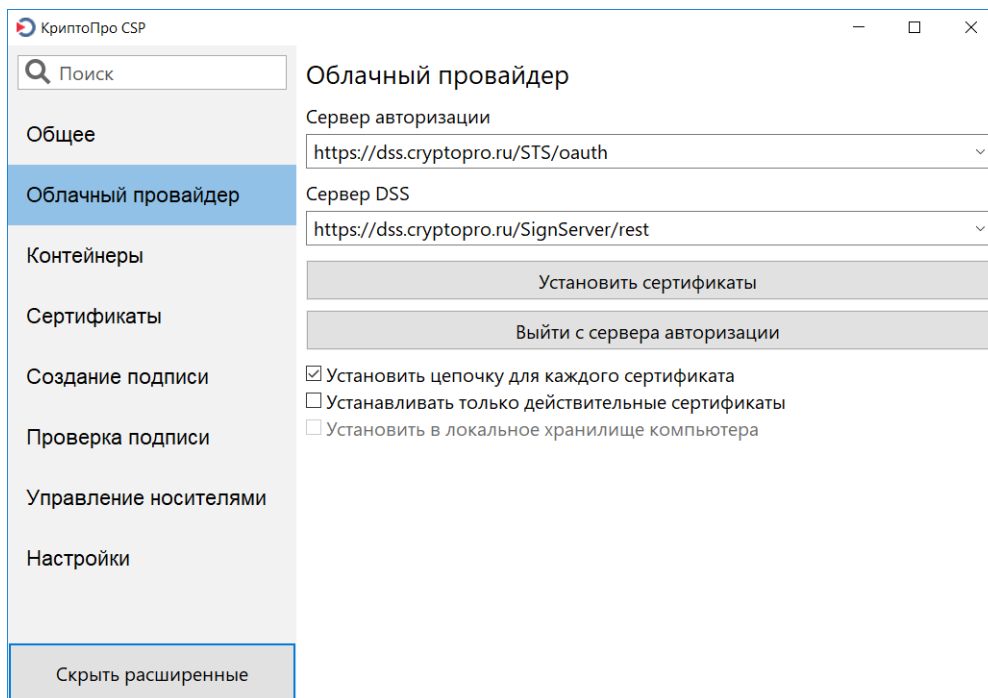 КриптоПро CSP
Поиск
Общее
Облачный провайдер
Контейнеры
Сертификаты
Создание подписи
Проверка подписи
Управление носителями
Настройки
Скрыть расширенные
Облачный провайдер
Сервер авторизации
https://dss.cryptopro.ru/STS/oauth
Сервер DSS
https://dss.cryptopro.ru/SignServer/rest
Установить сертификаты
Выйти с сервера авторизации
Установить цепочку для каждого сертификата
Устанавливать только действительные сертификаты
Установить в локальное хранилище компьютера